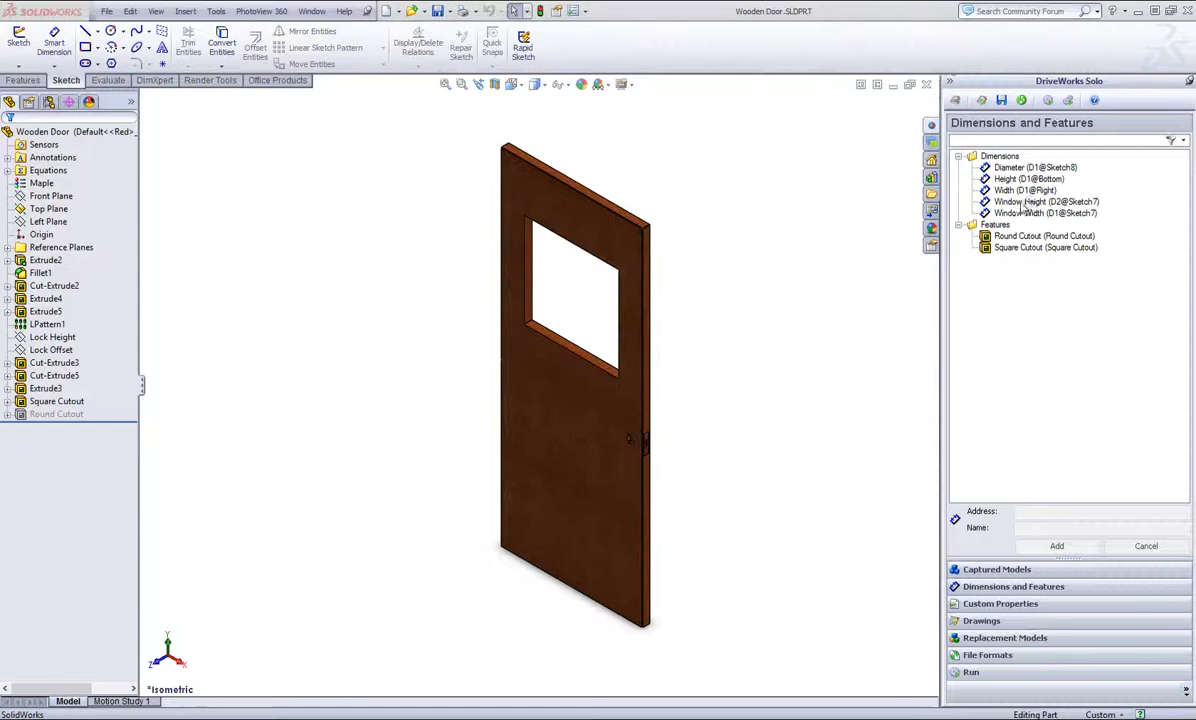 SOLIDWORKS File Edit View Insert Tools PhotoView 360 Window Help Wooden Door.SLDPRT Search Community Forum
Sketch Smart Dimension Trim Entities Convert Entities Offset Entities Mirror Entities Linear Sketch Pattern Move Entities Display/Delete Relations Repair Sketch Quick Snaps Rapid Sketch
Features Sketch Evaluate DimXpert Render Tools Office Products
Wooden Door (Default<<Red>_
Sensors
Annotations
Equations
Maple
Front Plane
Top Plane
Left Plane
Origin
Reference Planes
Extrude2
Fillet1
Cut-Extrude2
Extrude4
Extrude5
LPattern1
Lock Height
Lock Offset
Cut-Extrude3
Cut-Extrude5
Extrude3
Square Cutout
Round Cutout
Y
Z X
*Isometric
Model Motion Study 1
SolidWorks Editing Part Custom
DriveWorks Solo
Dimensions and Features
Dimensions
Diameter (D1@Sketch8)
Height (D1@Bottom)
Width (D1@Right)
Window Height (D2@Sketch7)
Window Width (D1@Sketch7)
Features
Round Cutout (Round Cutout)
Square Cutout (Square Cutout)
Address:
Name:
Add Cancel
Captured Models
Dimensions and Features
Custom Properties
Drawings
Replacement Models
File Formats
Run